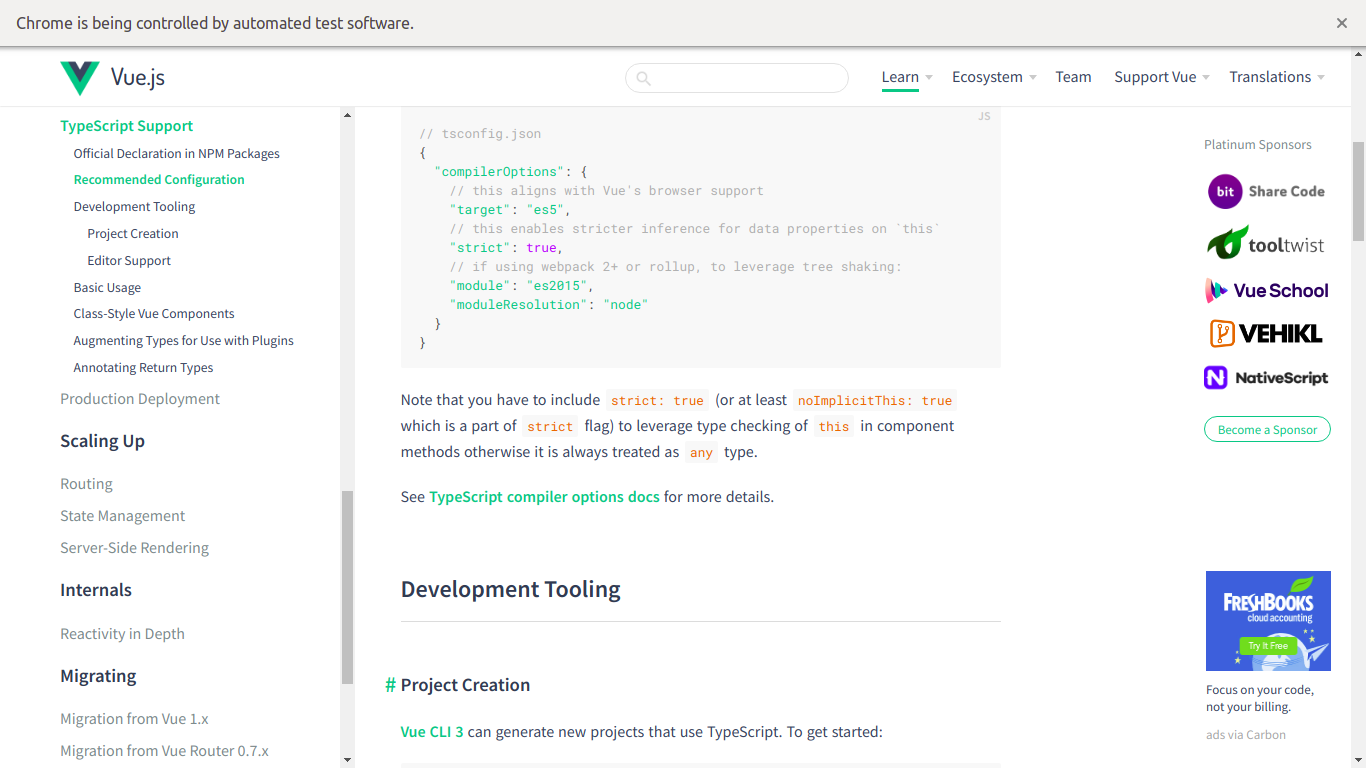 Chrome is being controlled by automated test software.
Vue.js
Learn
Ecosystem
Team
Support Vue
Translations
TypeScript Support
Official Declaration in NPM Packages
Recommended Configuration
Development Tooling
Project Creation
Editor Support
Basic Usage
Class-Style Vue Components
Augmenting Types for Use with Plugins
Annotating Return Types
Production Deployment
Scaling Up
Routing
State Management
Server-Side Rendering
Internals
Reactivity in Depth
Migrating
Migration from Vue 1.x
Migration from Vue Router 0.7.x
JS
// tsconfig.json
{
"compilerOptions": {
// this aligns with Vue's browser support
"target": "es5",
// this enables stricter inference for data properties on `this`
"strict": true,
// if using webpack 2+ or rollup, to leverage tree shaking:
"module": "es2015",
"moduleResolution": "node"
}
}
Note that you have to include strict: true (or at least noImplicitThis: true
which is a part of strict flag) to leverage type checking of this in component
methods otherwise it is always treated as any type.
See TypeScript compiler options docs for more details.
Development Tooling
# Project Creation
Vue CLI 3 can generate new projects that use TypeScript. To get started:
Platinum Sponsors
bit Share Code
tooltwist
Vue School
VEHIKL
NativeScript
Become a Sponsor
FRESHBOOKS
cloud accounting
Try It Free
Focus on your code,
not your billing.
ads via Carbon